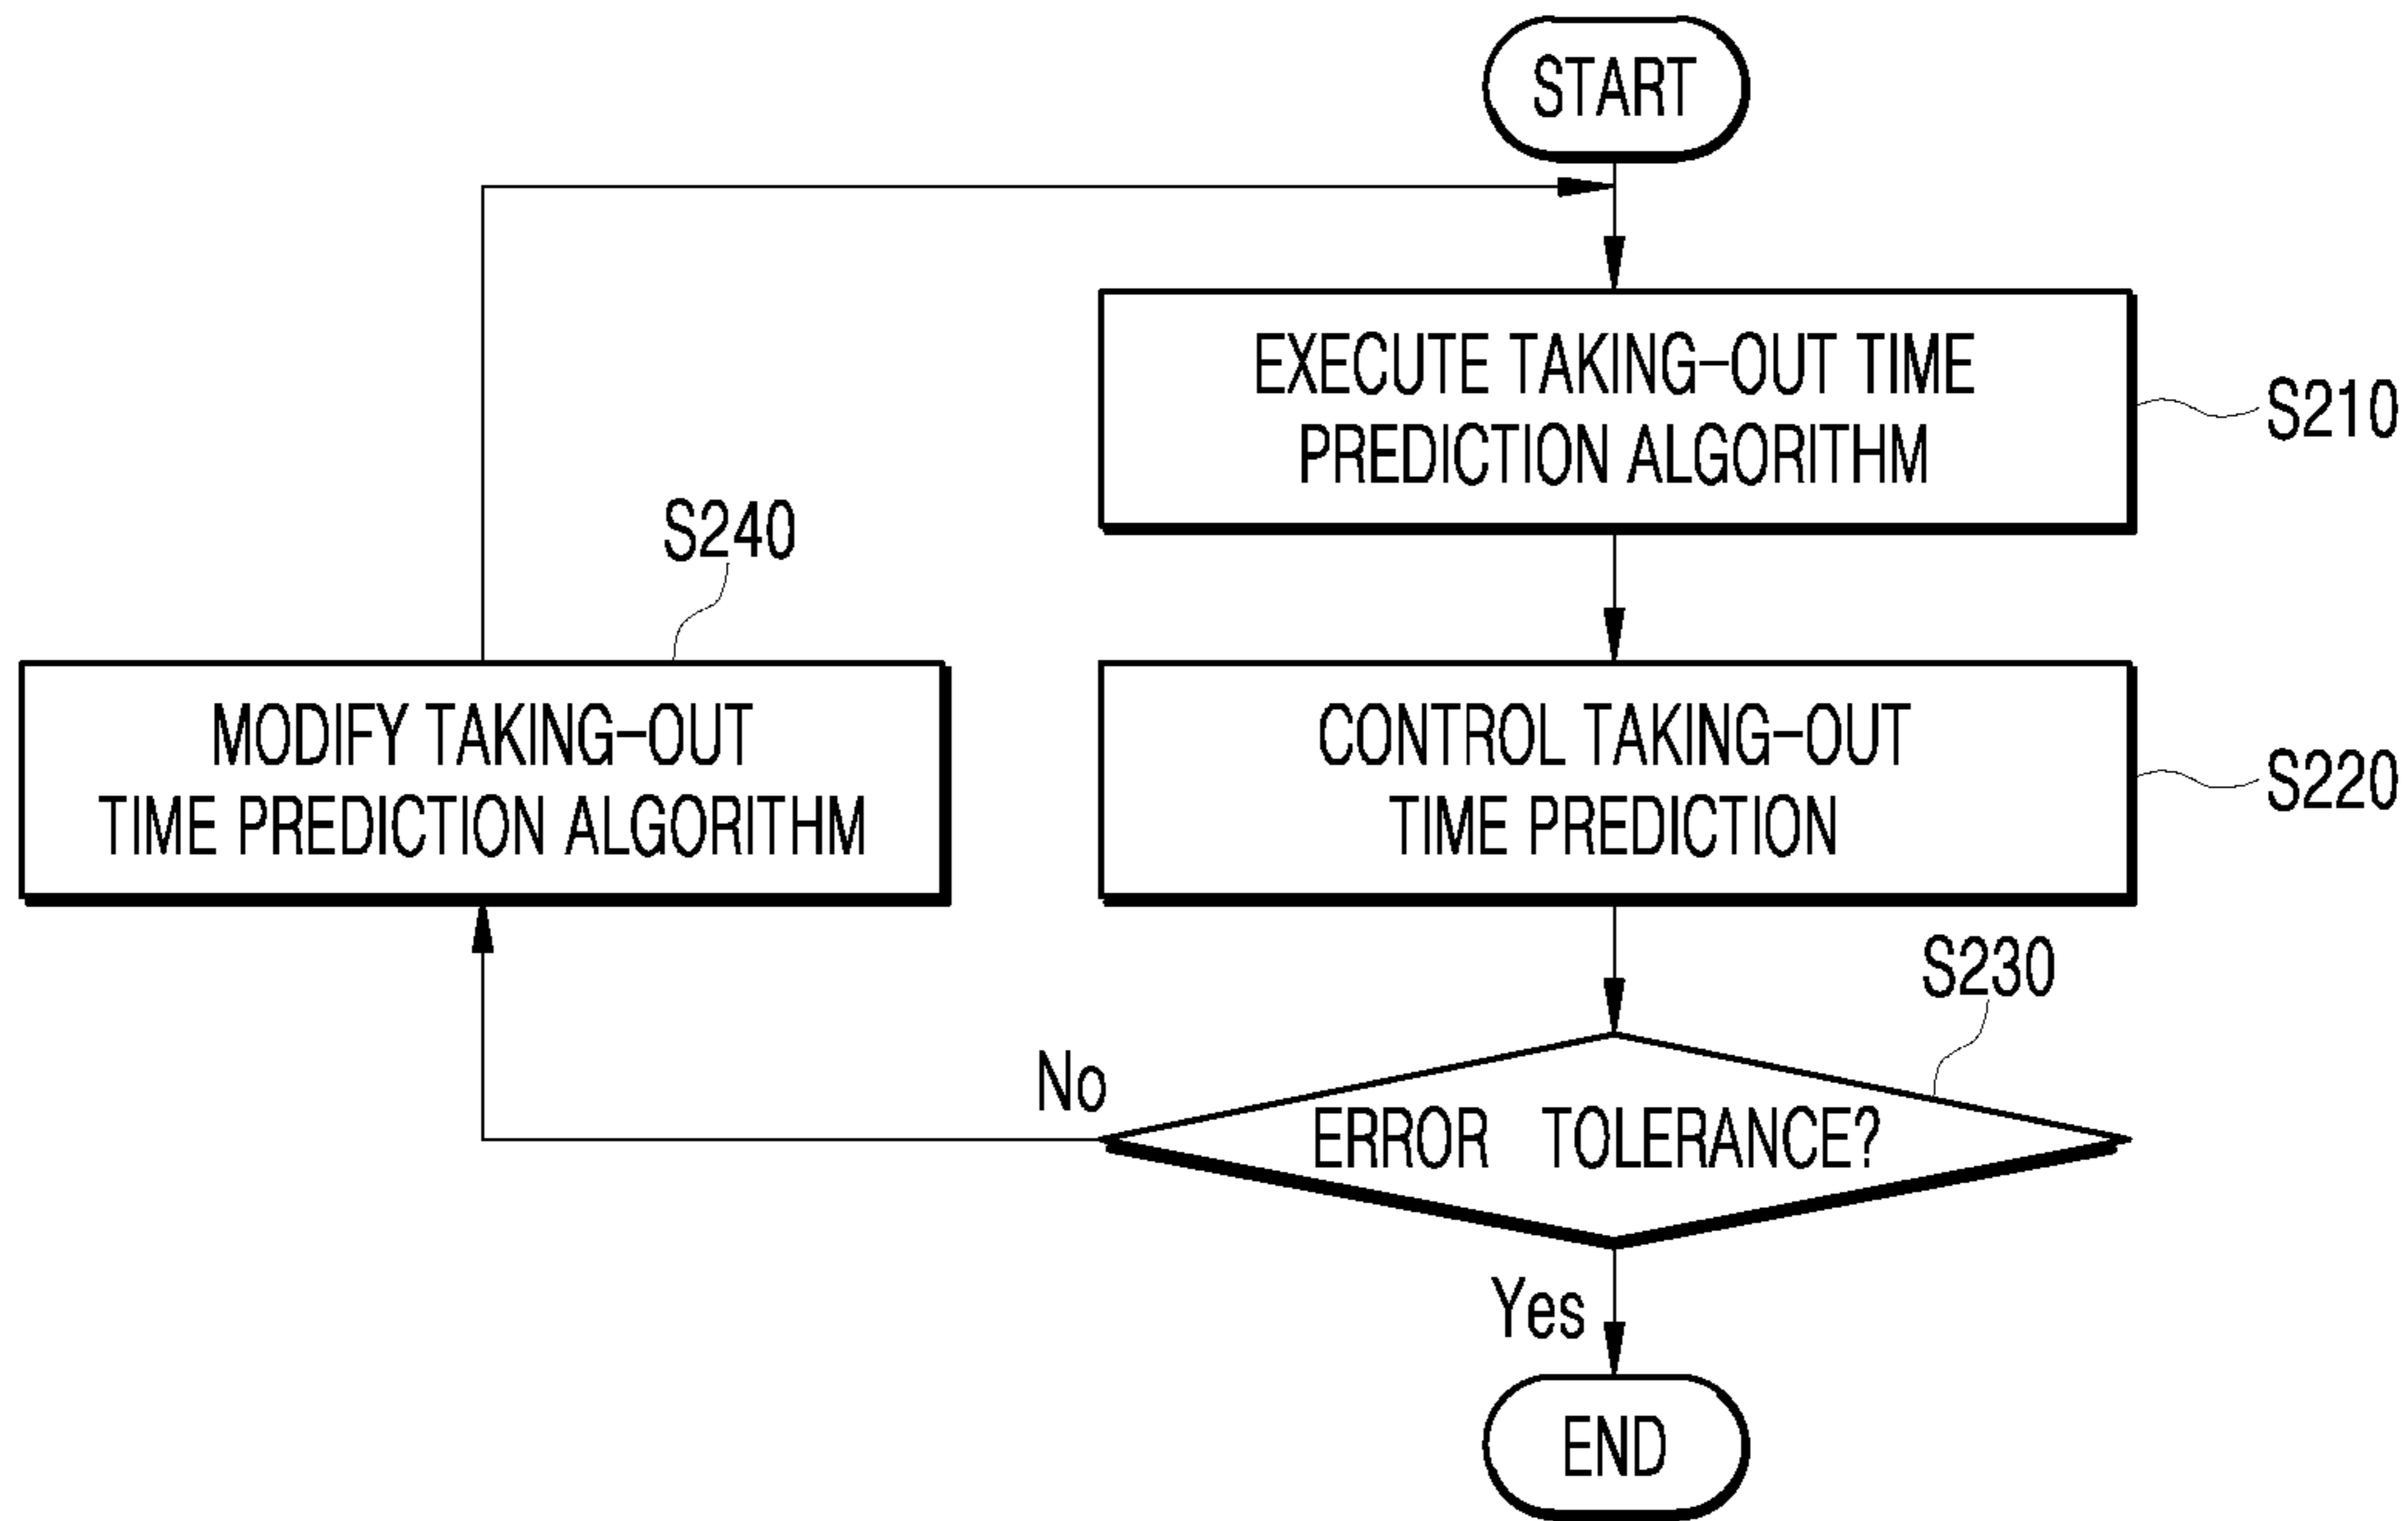 START
EXECUTE TAKING-OUT TIME
PREDICTION ALGORITHM
S210
S240
MODIFY TAKING-OUT
TIME PREDICTION ALGORITHM
CONTROL TAKING-OUT
TIME PREDICTION
S220
S230
No
ERROR TOLERANCE?
Yes
END